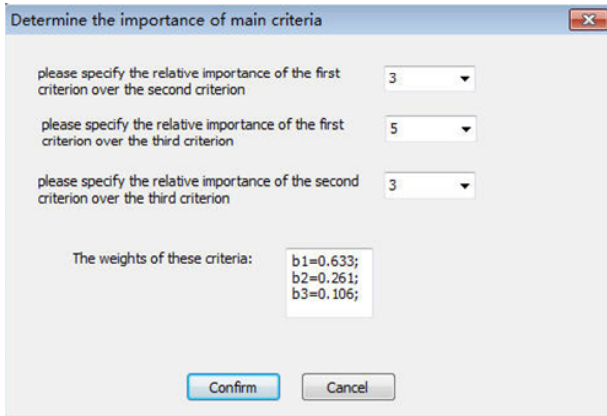 Determine the importance of main criteria
please specify the relative importance of the first
criterion over the second criterion
3
please specify the relative importance of the first
criterion over the third criterion
5
please specify the relative importance of the second
criterion over the third criterion
3
The weights of these criteria:
b1=0.633;
b2=0.261;
b3=0.106;
Confirm
Cancel